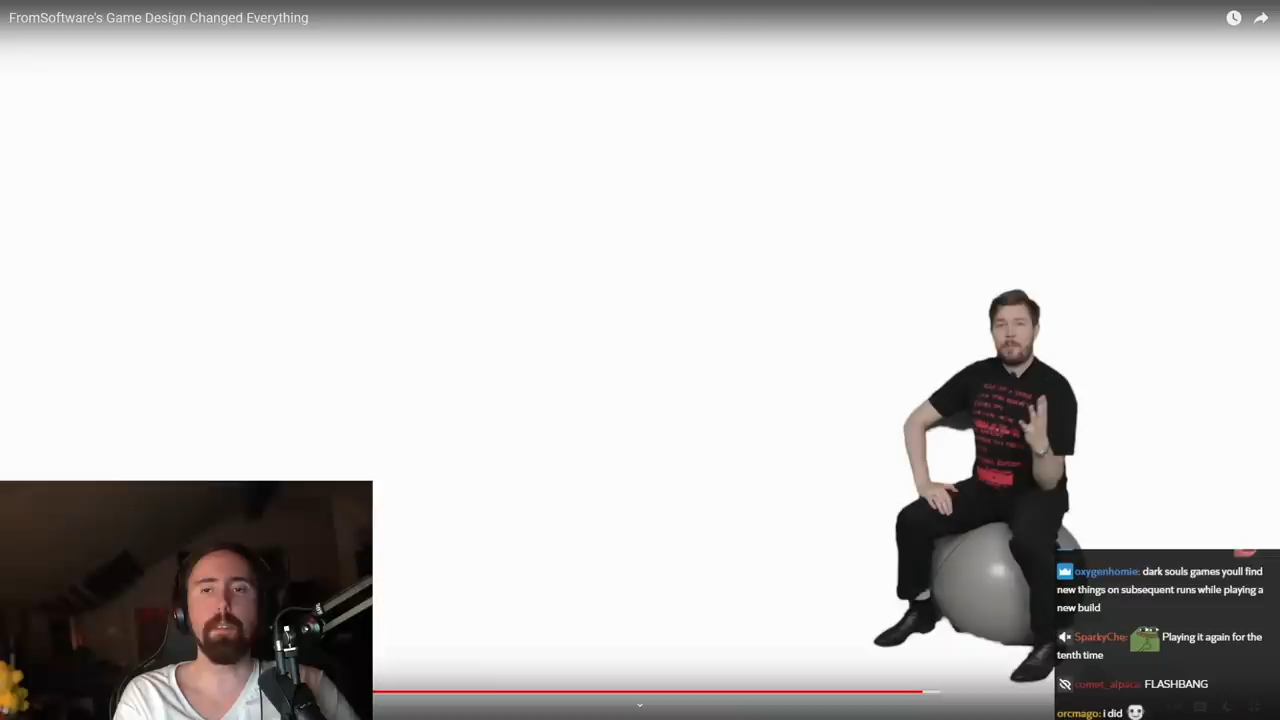 FromSoftware's Game Design Changed Everything
oxygenhomie: dark souls games youll find
new things on subsequent runs while playing a
new build
SparkyChe: Playing it again for the
tenth time
comet_alpaca: FLASHBANG
orcmago: i did